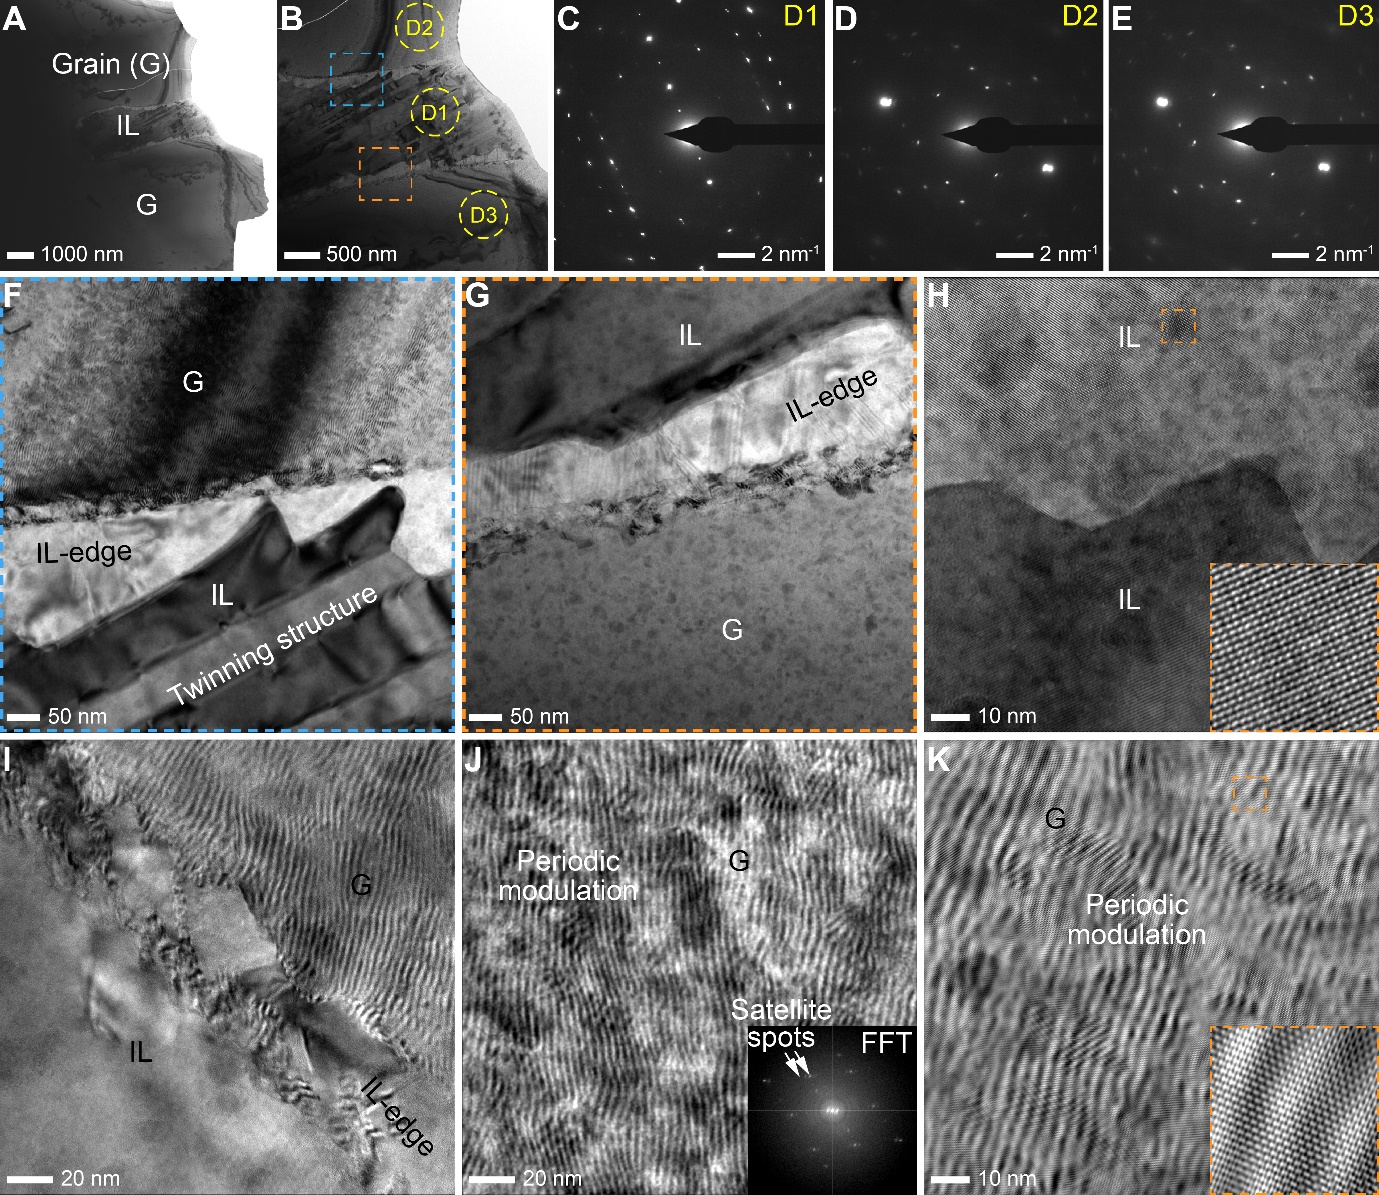 A
Grain (G)
IL
G
1000 nm
B
D2
D1
D3
500 nm
C
D1
2 nm-1
D
D2
2 nm-1
E
D3
2 nm-1
F
G
IL-edge
IL
Twinning structure
50 nm
G
IL
IL-edge
G
50 nm
H
IL
IL
10 nm
I
G
IL
IL-edge
20 nm
J
G
Periodic
modulation
Satellite
spots
FFT
20 nm
K
G
Periodic
modulation
10 nm